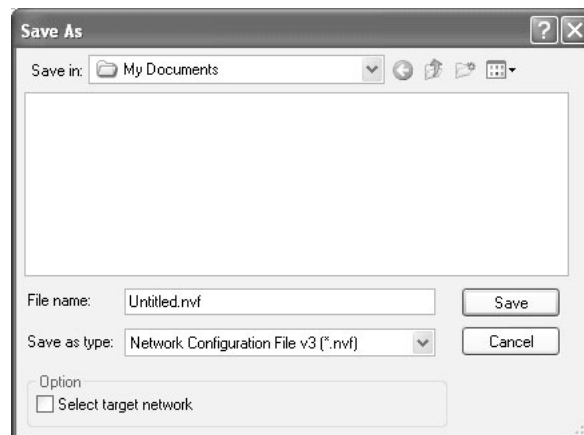 Save As
Save in: My Documents
File name: Untitled.nvf Save
Save as type: Network Configuration File v3 (*.nvf) Cancel
Option
Select target network